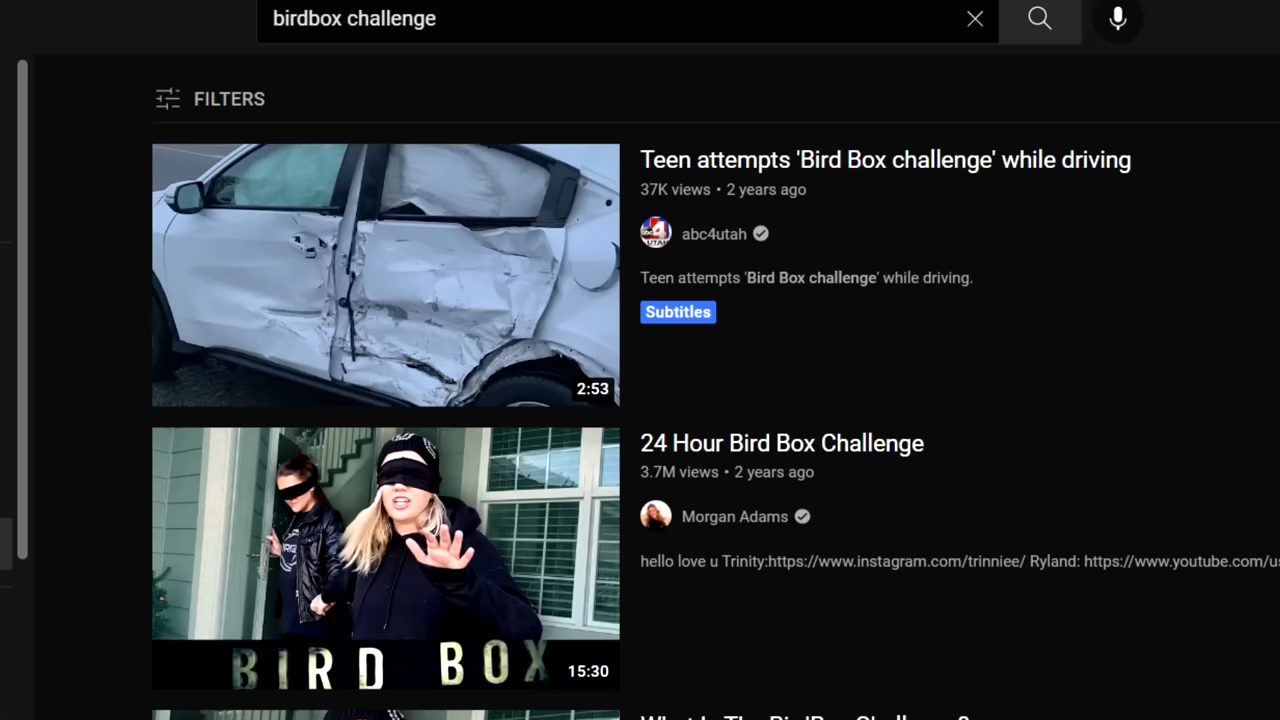 birdbox challenge
FILTERS
Teen attempts 'Bird Box challenge' while driving
37K views • 2 years ago
abc4utah
Teen attempts 'Bird Box challenge' while driving.
Subtitles
2:53
24 Hour Bird Box Challenge
3.7M views • 2 years ago
Morgan Adams
hello love u Trinity:https://www.instagram.com/trinniee/ Ryland: https://www.youtube.com/us
BIRD BOX
15:30